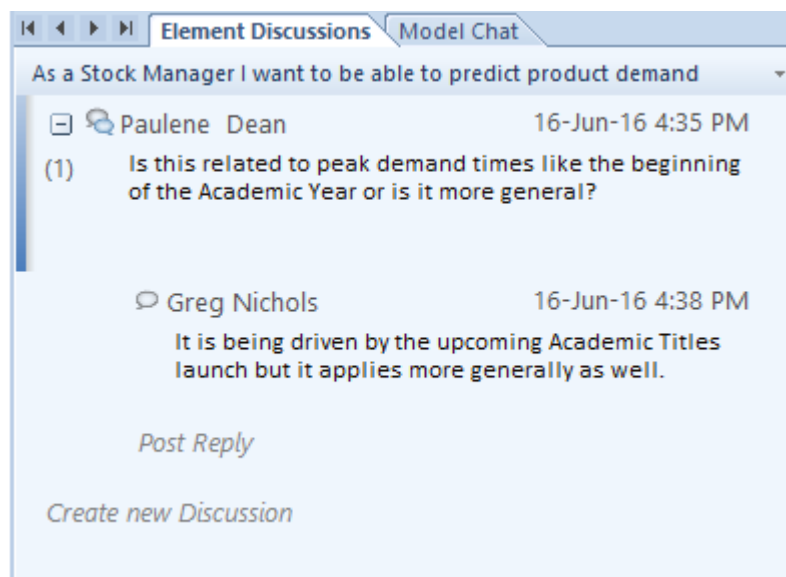 Element Discussions Model Chat
As a Stock Manager I want to be able to predict product demand
Paulene Dean 16-Jun-16 4:35 PM
(1) Is this related to peak demand times like the beginning
of the Academic Year or is it more general?
Greg Nichols 16-Jun-16 4:38 PM
It is being driven by the upcoming Academic Titles
launch but it applies more generally as well.
Post Reply
Create new Discussion